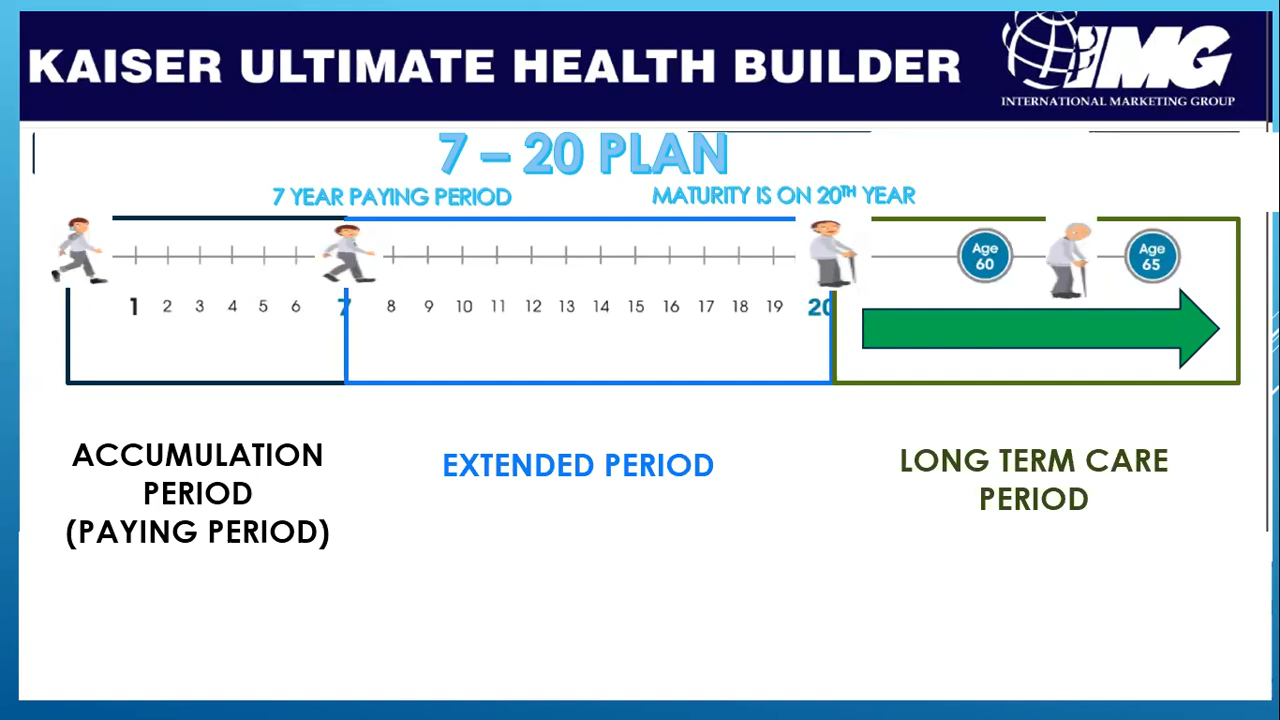 KAISER ULTIMATE HEALTH BUILDER
IMG
INTERNATIONAL MARKETING GROUP
7 – 20 PLAN
7 YEAR PAYING PERIOD
MATURITY IS ON 20TH YEAR
Age 60
Age 65
1 2 3 4 5 6 7 8 9 10 11 12 13 14 15 16 17 18 19 20
ACCUMULATION
PERIOD
(PAYING PERIOD)
EXTENDED PERIOD
LONG TERM CARE
PERIOD